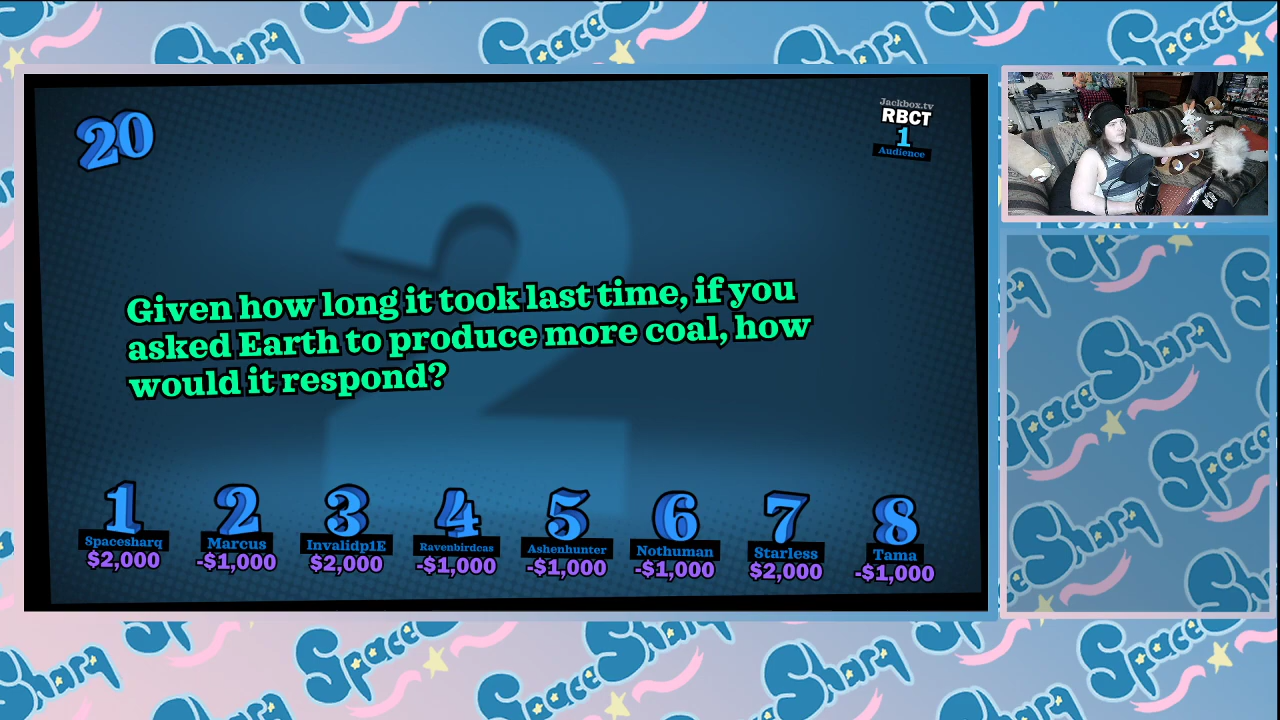 20
Jackbox.tv
RBCT
1
Audience
Given how long it took last time, if you
asked Earth to produce more coal, how
would it respond?
1 2 3 4 5 6 7 8
Spacesharq Marcus Invalidp1E Ravenbirdcas Ashenhunter Nothuman Starless Tama
$2,000 -$1,000 $2,000 -$1,000 -$1,000 -$1,000 $2,000 -$1,000
Space Sharq